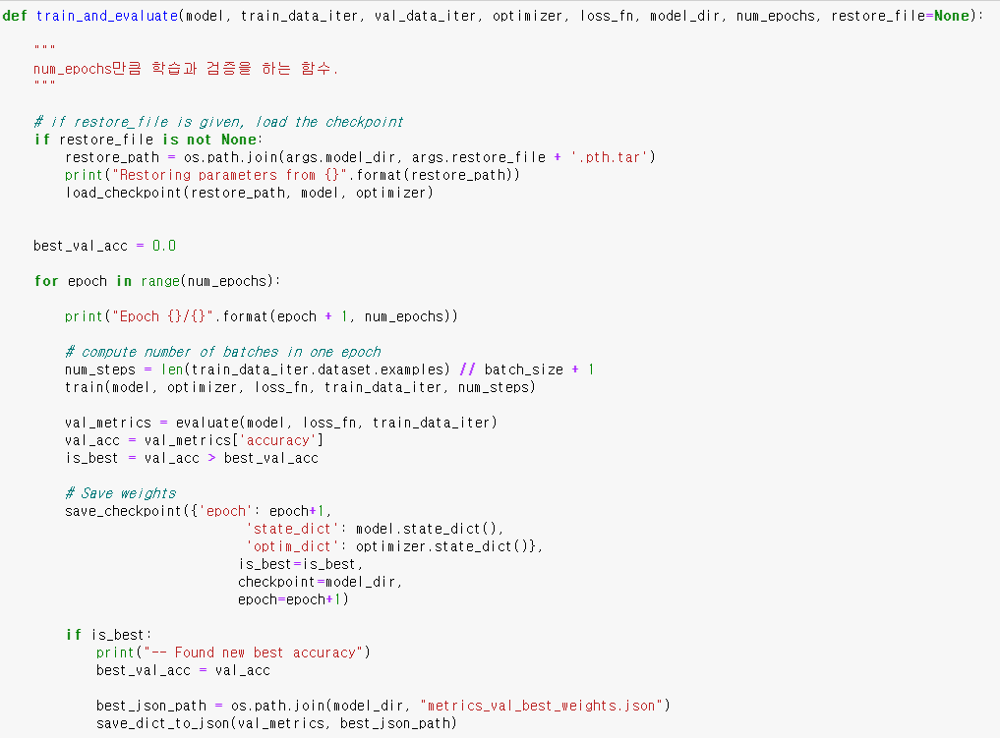 def train_and_evaluate(model, train_data_iter, val_data_iter, optimizer, loss_fn, model_dir, num_epochs, restore_file=None):
"""
num_epochs만큼 학습과 검증을 하는 함수.
"""
# if restore_file is given, load the checkpoint
if restore_file is not None:
restore_path = os.path.join(args.model_dir, args.restore_file + '.pth.tar')
print("Restoring parameters from {}".format(restore_path))
load_checkpoint(restore_path, model, optimizer)
best_val_acc = 0.0
for epoch in range(num_epochs):
print("Epoch {}/{}".format(epoch + 1, num_epochs))
# compute number of batches in one epoch
num_steps = len(train_data_iter.dataset.examples) // batch_size + 1
train(model, optimizer, loss_fn, train_data_iter, num_steps)
val_metrics = evaluate(model, loss_fn, train_data_iter)
val_acc = val_metrics['accuracy']
is_best = val_acc > best_val_acc
# Save weights
save_checkpoint({'epoch': epoch+1,
'state_dict': model.state_dict(),
'optim_dict': optimizer.state_dict()},
is_best=is_best,
checkpoint=model_dir,
epoch=epoch+1)
if is_best:
print("-- Found new best accuracy")
best_val_acc = val_acc
best_json_path = os.path.join(model_dir, "metrics_val_best_weights.json")
save_dict_to_json(val_metrics, best_json_path)